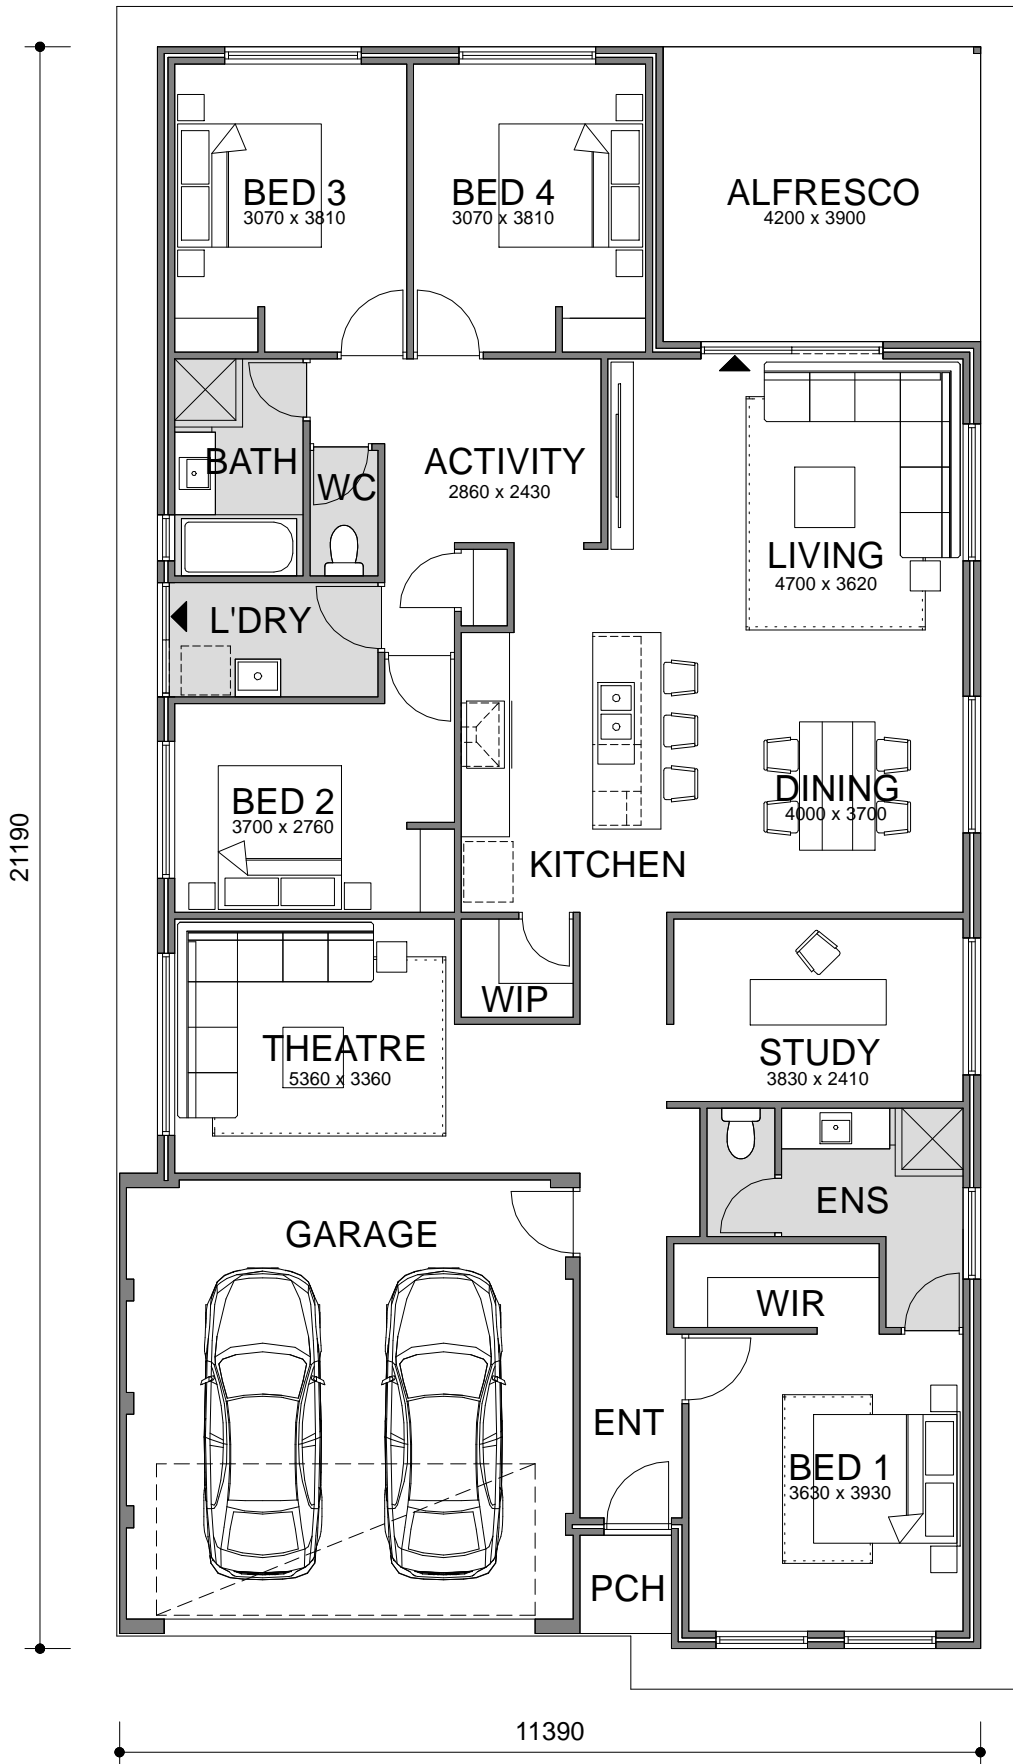 BED 3
3070 x 3810
BED 4
3070 x 3810
ALFRESCO
4200 x 3900
BATH
WC
ACTIVITY
2860 x 2430
LIVING
4700 x 3620
L'DRY
BED 2
3700 x 2760
DINING
4000 x 3700
KITCHEN
21190
WIP
THEATRE
5360 x 3360
STUDY
3830 x 2410
ENS
GARAGE
WIR
ENT
BED 1
3630 x 3930
PCH
11390